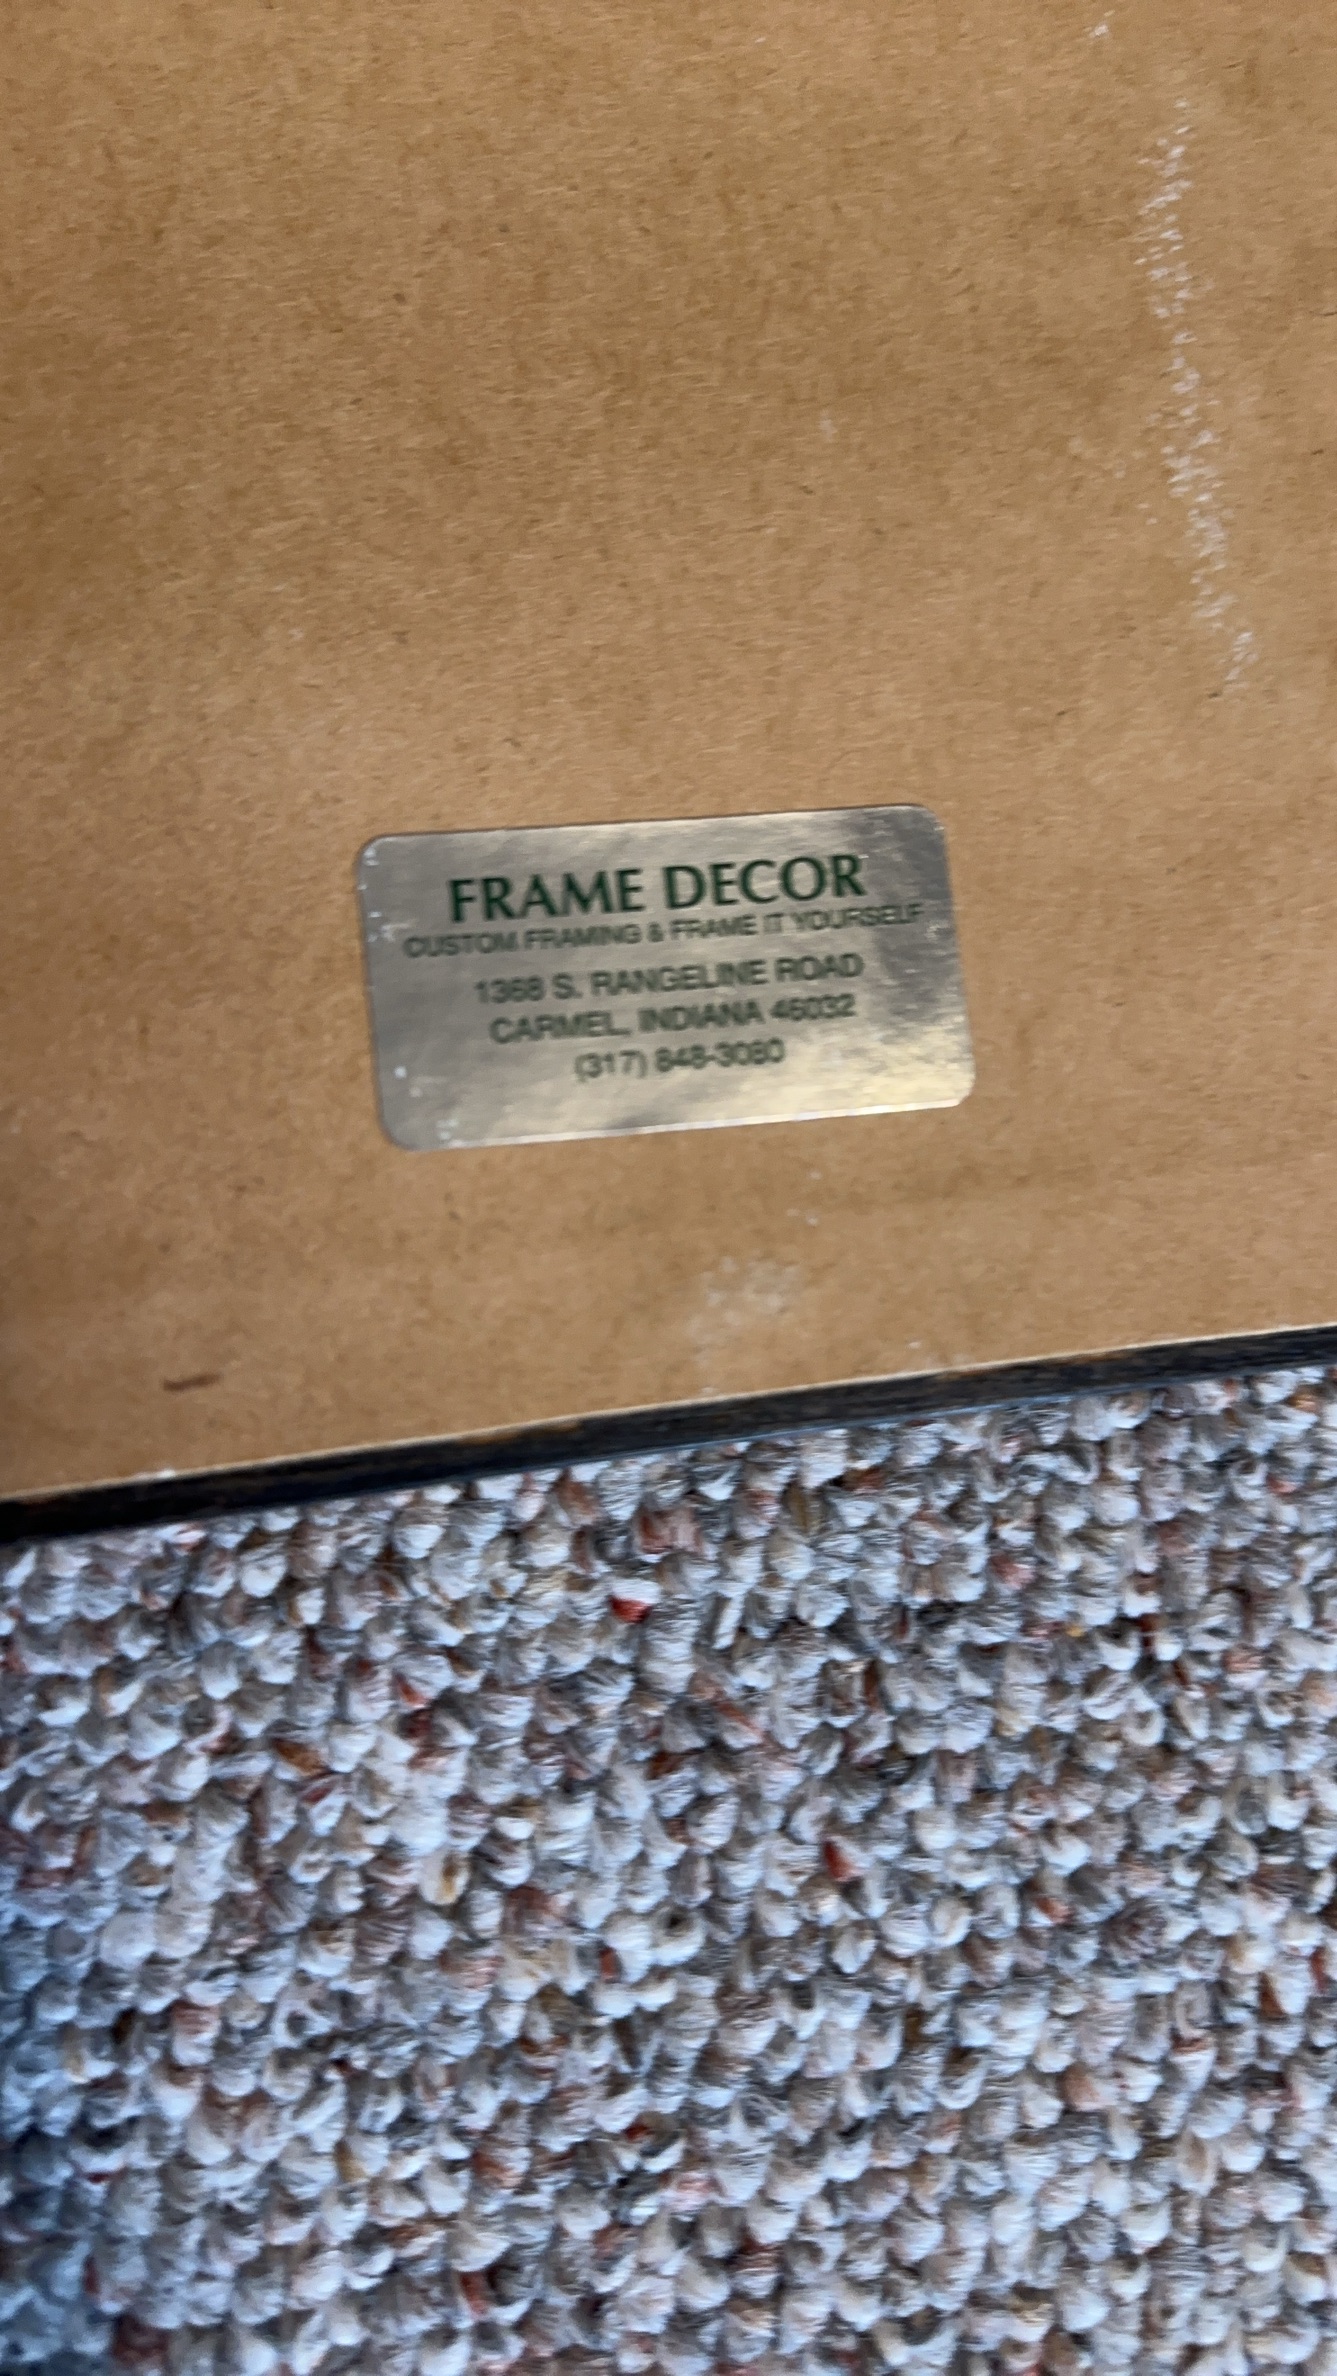 FRAME DECOR
CUSTOM FRAMING & FRAME IT YOURSELF
1368 S. RANGELINE ROAD
CARMEL, INDIANA 46032
(317) 848-3080